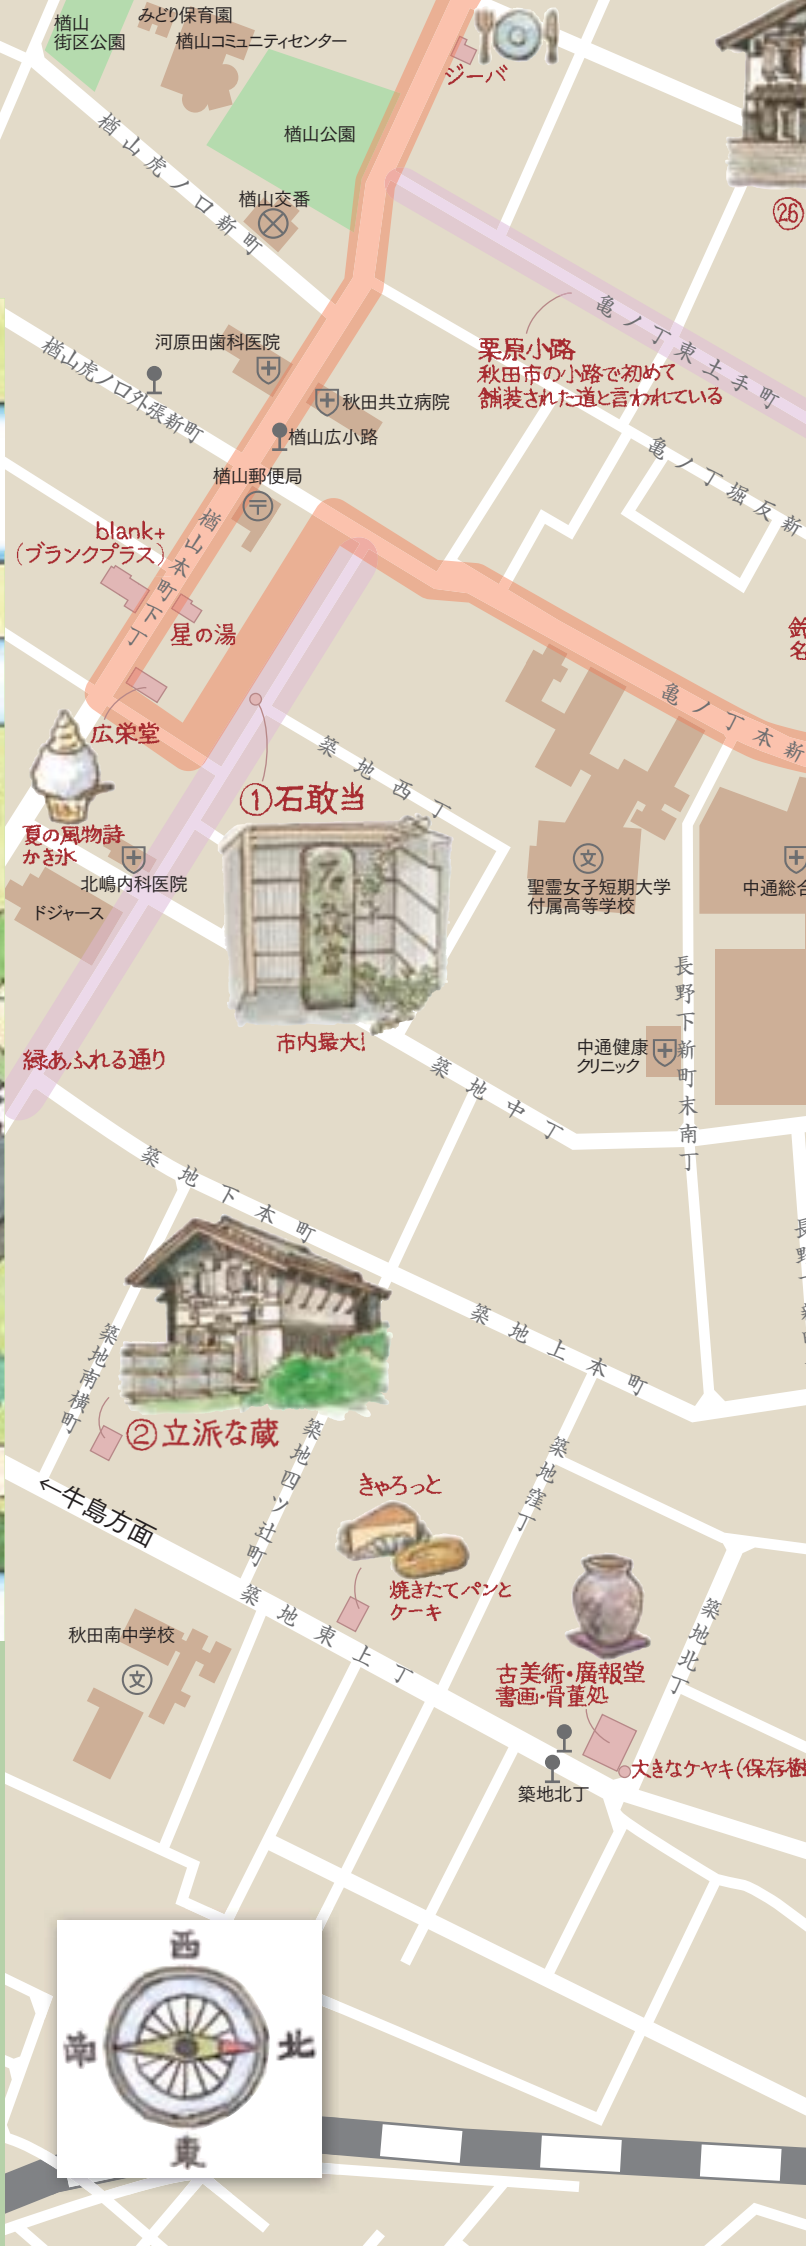 みどり保育園
楢山
街区公園
楢山コミュニティセンター
ジーバ
楢山公園
楢山虎ノ口新町
楢山交番
㉖
亀ノ丁東土手町
栗原小路
秋田市の小路で初めて
舗装された道と言われている
河原田歯科医院
楢山虎ノ口外張新町
秋田共立病院
楢山広小路
亀ノ丁堀反新
楢山郵便局
楢山本町下丁
blank+
(ブランクプラス)
星の湯
名
亀ノ丁本新
広栄堂
築地西丁
①石敢当
石敢當
夏の風物詩
かき氷
北嶋内科医院
ドジャース
文
聖霊女子短期大学
付属高等学校
中通総合
長野下新町末南丁
市内最大!
緑あふれる通り
中通健康
クリニック
築地中丁
築地下本町
築地上本町
築地南横町
②立派な蔵
築地四ツ辻町
築地窪丁
←牛島方面
きゃろっと
焼きたてパンと
ケーキ
築地東上丁
築地北丁
秋田南中学校
文
古美術・廣報堂
書画・骨董処
大きなケヤキ(保存樹
築地北丁
西
南
北
東